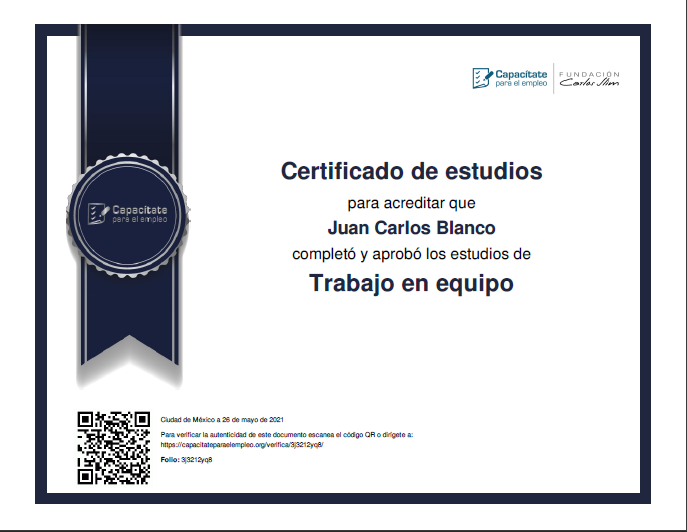 Capacítate
para el empleo
FUNDACIÓN
Carlos Slim
Certificado de estudios
para acreditar que
Juan Carlos Blanco
completó y aprobó los estudios de
Trabajo en equipo
Capacítate
para el empleo
Ciudad de México a 26 de mayo de 2021
Para verificar la autenticidad de este documento escanea el código QR o dirígete a:
https://capacitateparaelempleo.org/verifica/3j3212yq8/
Folio: 3j3212yq8